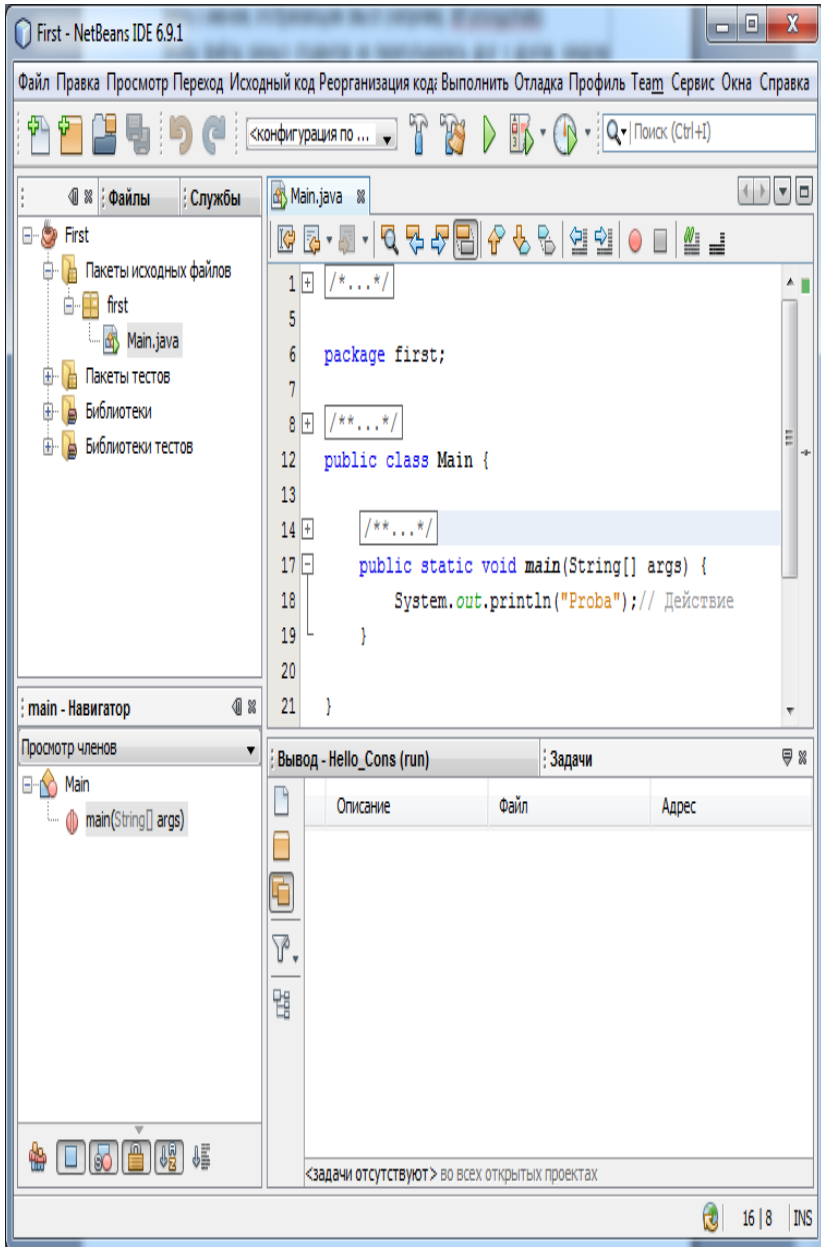 First - NetBeans IDE 6.9.1
Файл Правка Просмотр Переход Исходный код Реорганизация кода Выполнить Отладка Профиль Team Сервис Окна Справка
<конфигурация по ... Поиск (Ctrl+I)
Файлы Службы
First
Пакеты исходных файлов
first
Main.java
Пакеты тестов
Библиотеки
Библиотеки тестов
Main.java
1 /*...*/
5
6 package first;
7
8 /**...*/
12 public class Main {
13
14 /**...*/
17 public static void main(String[] args) {
18 System.out.println("Proba");// Действие
19 }
20
21 }
main - Навигатор
Просмотр членов
Main
main(String[] args)
Вывод - Hello_Cons (run) Задачи
Описание Файл Адрес
<задачи отсутствуют> во всех открытых проектах
16 | 8 INS